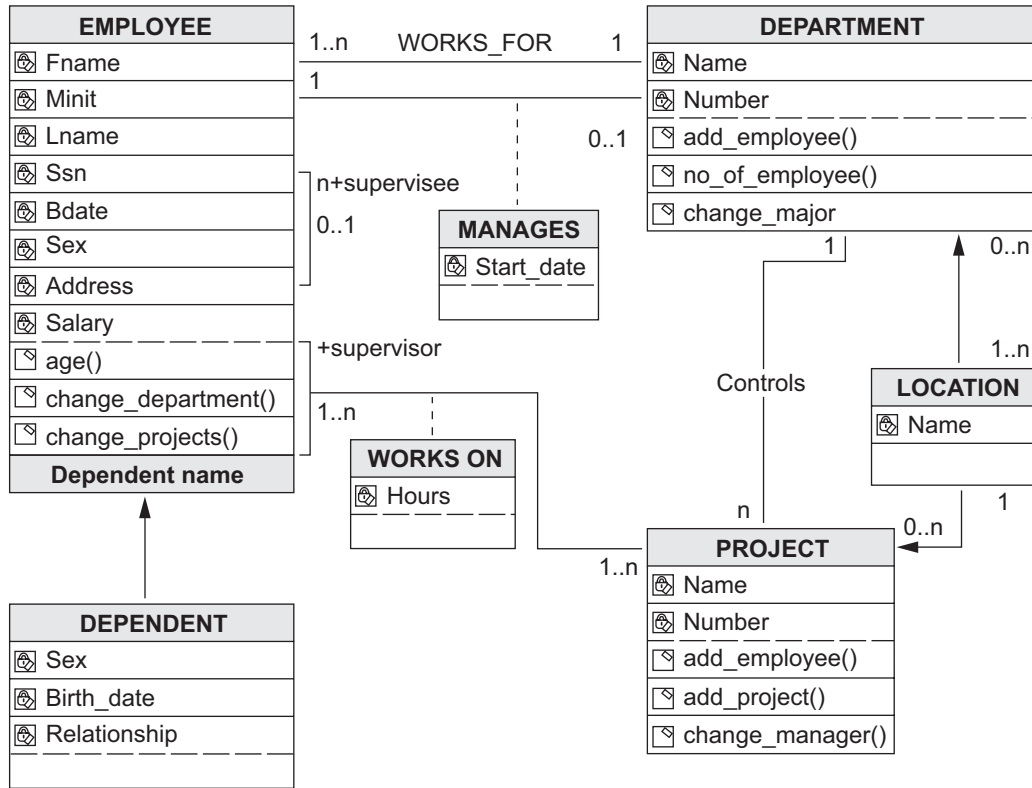 EMPLOYEE
Fname
Minit
Lname
Ssn
Bdate
Sex
Address
Salary
age()
change_department()
change_projects()
Dependent name
1..n WORKS_FOR 1
1
0..1
n+supervisee
0..1
MANAGES
Start_date
+supervisor
1..n
WORKS ON
Hours
1..n
DEPARTMENT
Name
Number
add_employee()
no_of_employee()
change_major
1
0..n
Controls
n
1..n
LOCATION
Name
1
0..n
PROJECT
Name
Number
add_employee()
add_project()
change_manager()
DEPENDENT
Sex
Birth_date
Relationship